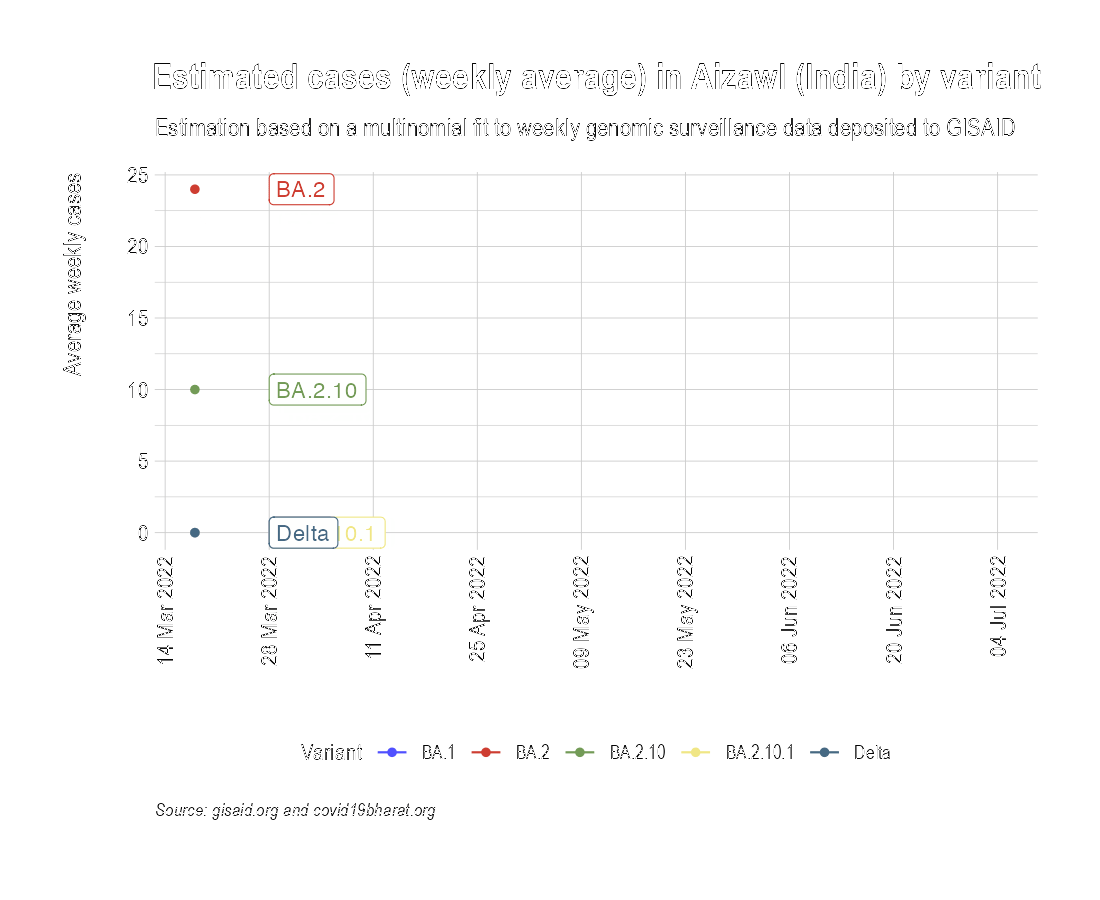 Estimated cases (weekly average) in Aizawl (India) by variant
Estimation based on a multinomial fit to weekly genomic surveillance data deposited to GISAID
Average weekly cases
25
20
15
10
5
0
BA.2
BA.2.10
Delta 0.1
14 Mar 2022
28 Mar 2022
11 Apr 2022
25 Apr 2022
09 May 2022
23 May 2022
06 Jun 2022
20 Jun 2022
04 Jul 2022
Variant BA.1 BA.2 BA.2.10 BA.2.10.1 Delta
Source: gisaid.org and covid19bharat.org